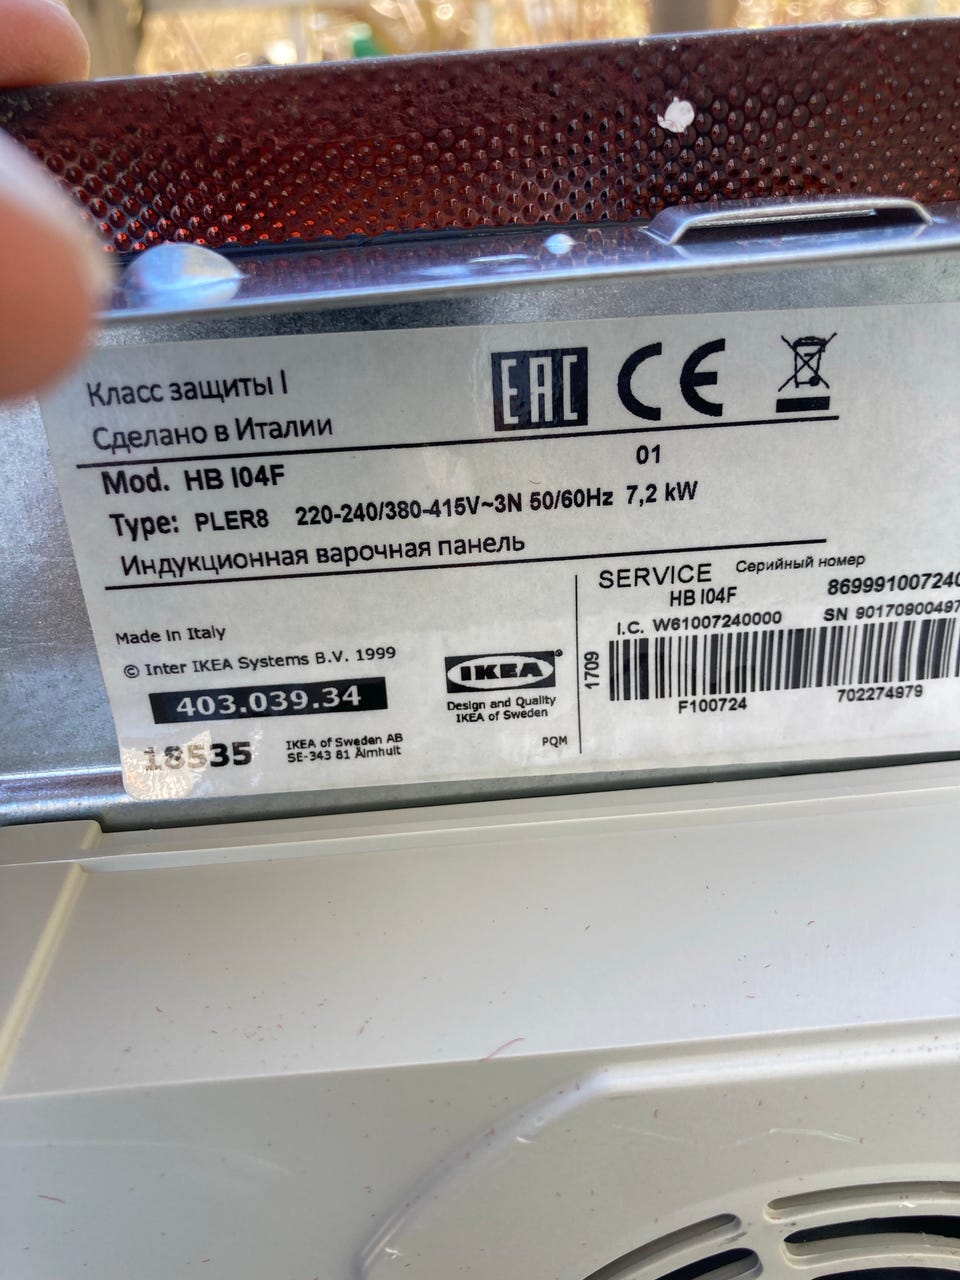 Класс защиты I
Сделано в Италии
EAC CE
01
Mod. HB I04F
Type: PLER8 220-240/380-415V~3N 50/60Hz 7,2 kW
Индукционная варочная панель
SERVICE Серийный номер
HB I04F 86999100724
I.C. W61007240000 SN 901709004
1709
F100724 702274979
Made in Italy
© Inter IKEA Systems B.V. 1999
403.039.34
18535
IKEA of Sweden AB
SE-343 81 Älmhult
IKEA®
Design and Quality
IKEA of Sweden
PQM